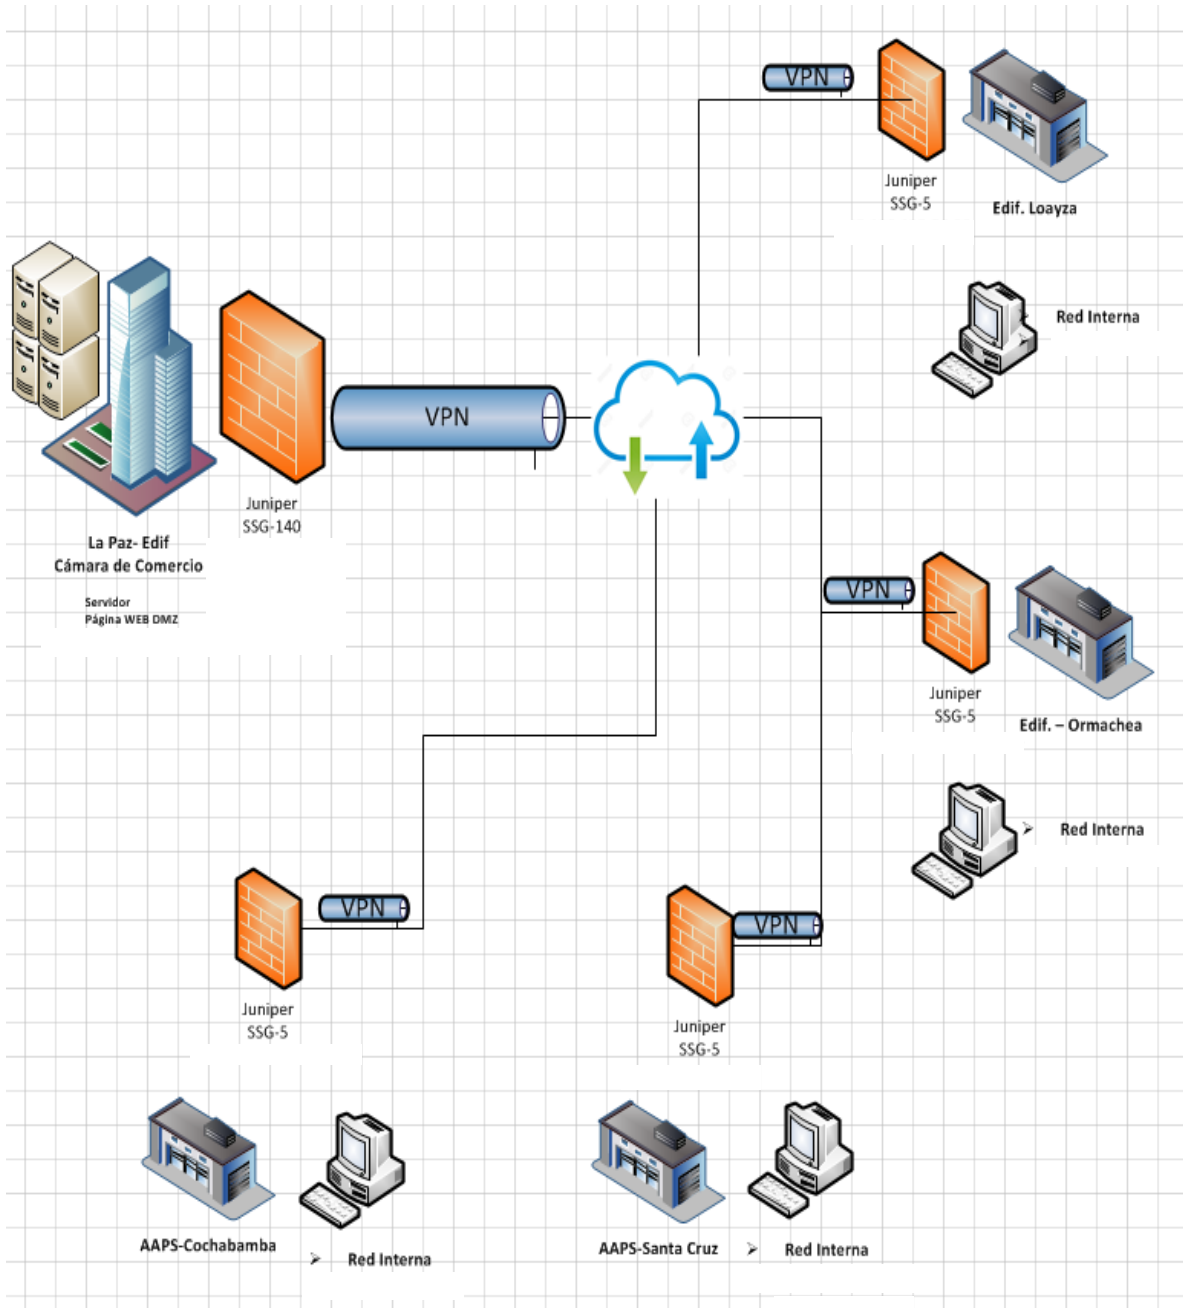 VPN
Juniper
SSG-5
Edif. Loayza
Red Interna
VPN
Juniper
SSG-140
La Paz- Edif
Cámara de Comercio
Servidor
Página WEB DMZ
VPN
Juniper
SSG-5
Edif. – Ormachea
➢ Red Interna
VPN
Juniper
SSG-5
VPN
Juniper
SSG-5
AAPS-Cochabamba
➢ Red Interna
AAPS-Santa Cruz
➢ Red Interna